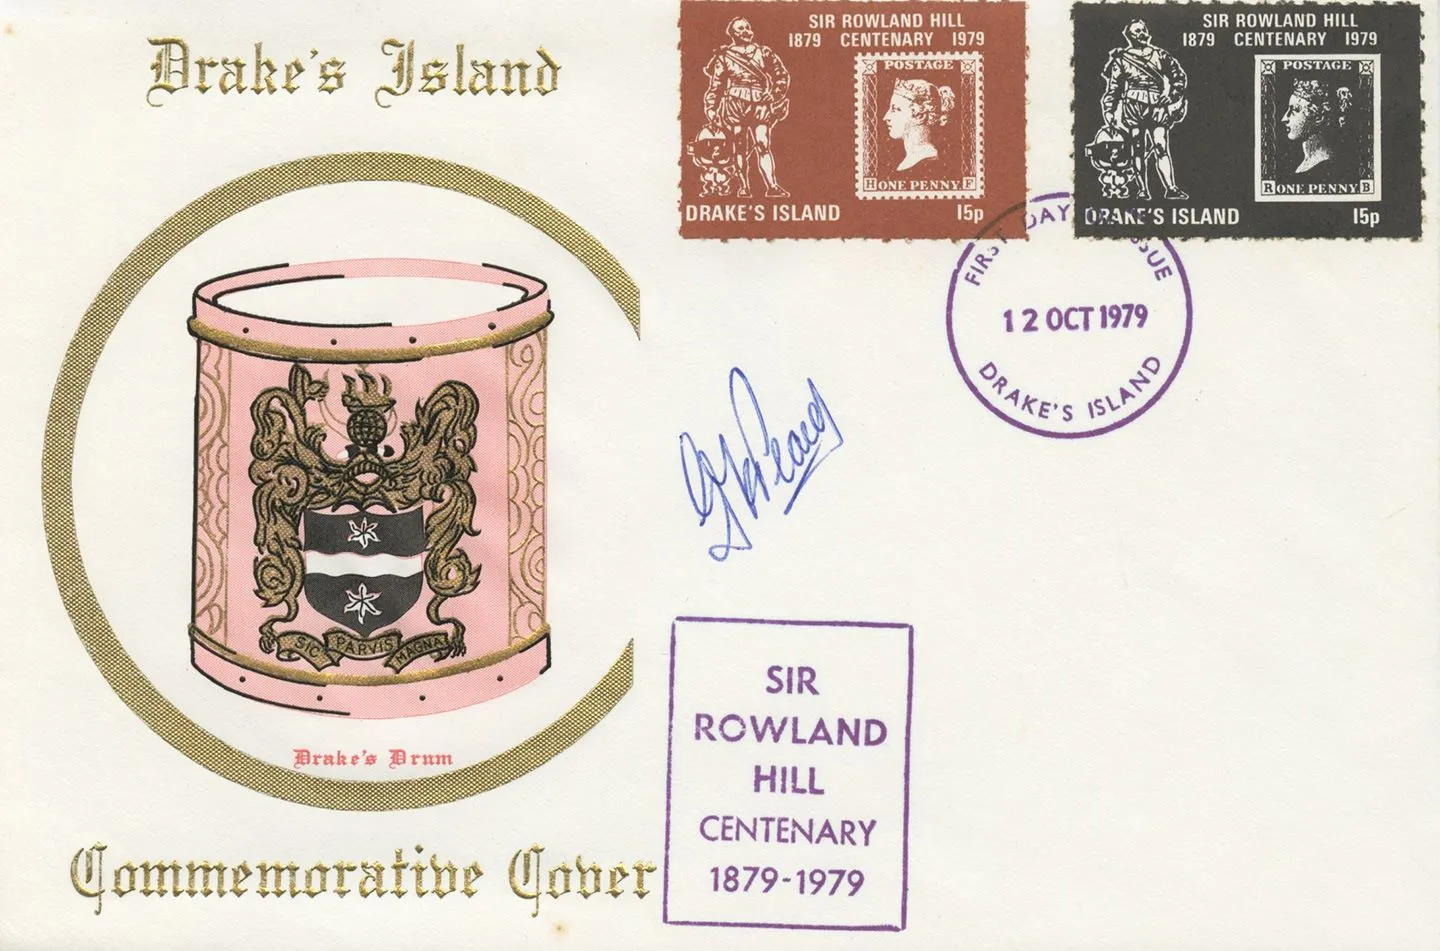 Drake's Island
SIR ROWLAND HILL
1879 CENTENARY 1979
POSTAGE
H ONE PENNY F
DRAKE'S ISLAND 15p
SIR ROWLAND HILL
1879 CENTENARY 1979
POSTAGE
R ONE PENNY B
DRAKE'S ISLAND 15p
FIRST DAY OF ISSUE
12 OCT 1979
DRAKE'S ISLAND
SIC PARVIS MAGNA
Drake's Drum
SIR
ROWLAND
HILL
CENTENARY
1879-1979
Commemorative Cover